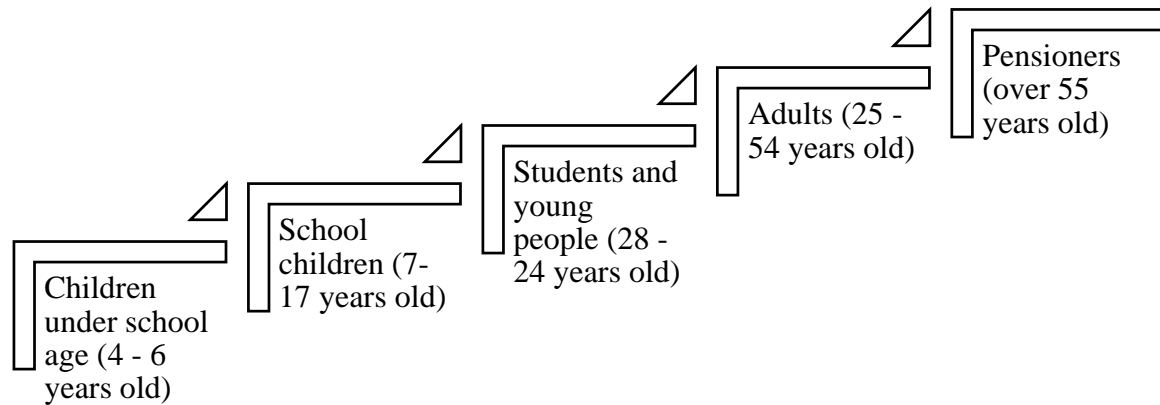 Children
under school
age (4 - 6
years old)
School
children (7-
17 years old)
Students and
young
people (28 -
24 years old)
Adults (25 -
54 years old)
Pensioners
(over 55
years old)